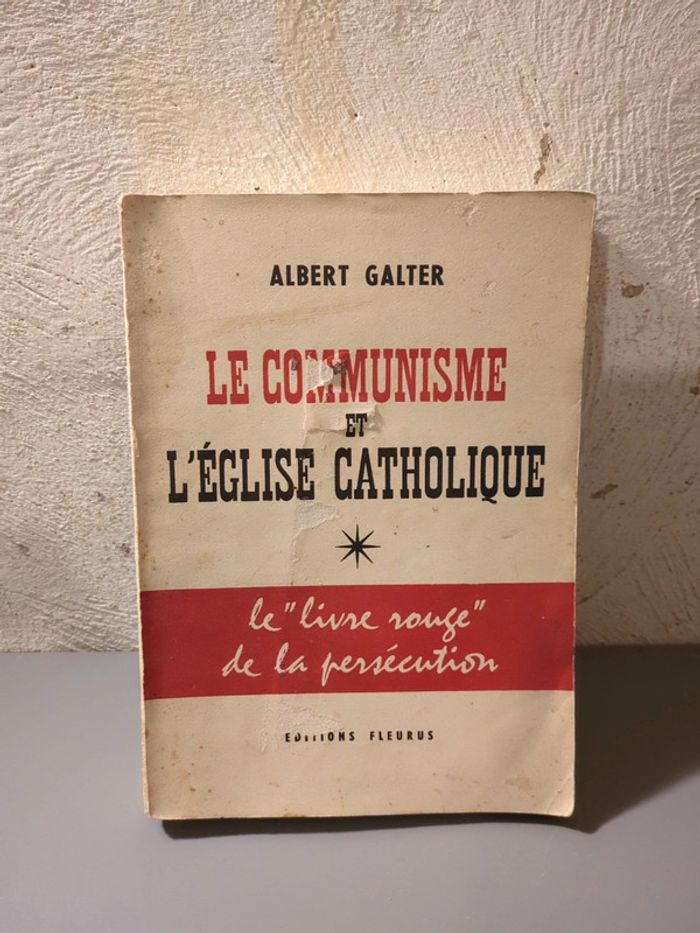 ALBERT GALTER
LE COMMUNISME
ET
L'ÉGLISE CATHOLIQUE
le "livre rouge"
de la persécution
EDITIONS FLEURUS